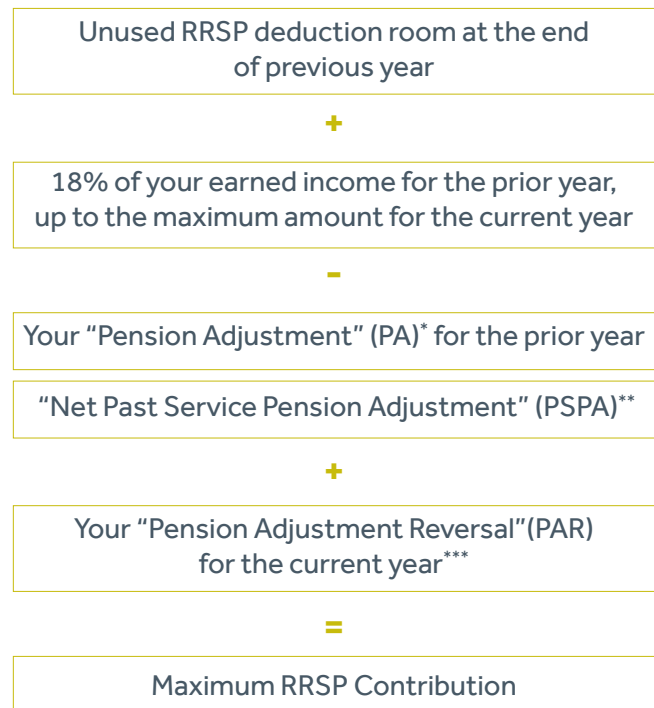 Unused RRSP deduction room at the end
of previous year
+
18% of your earned income for the prior year,
up to the maximum amount for the current year
-
Your “Pension Adjustment” (PA)* for the prior year
“Net Past Service Pension Adjustment” (PSPA)**
+
Your “Pension Adjustment Reversal”(PAR)
for the current year***
=
Maximum RRSP Contribution